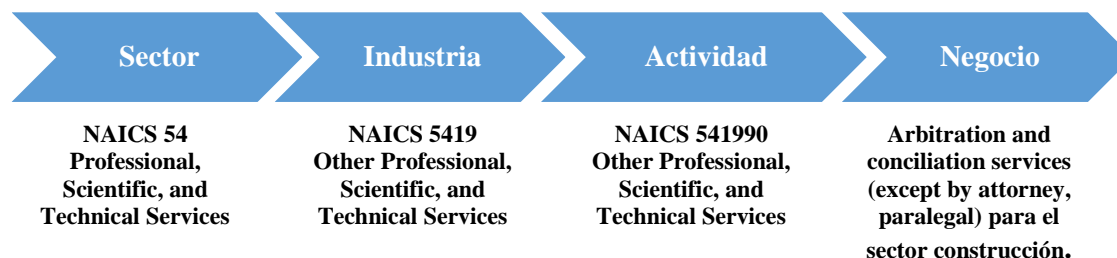 Sector
NAICS 54
Professional,
Scientific, and
Technical Services
Industria
NAICS 5419
Other Professional,
Scientific, and
Technical Services
Actividad
NAICS 541990
Other Professional,
Scientific, and
Technical Services
Negocio
Arbitration and
conciliation services
(except by attorney,
paralegal) para el
sector construcción.